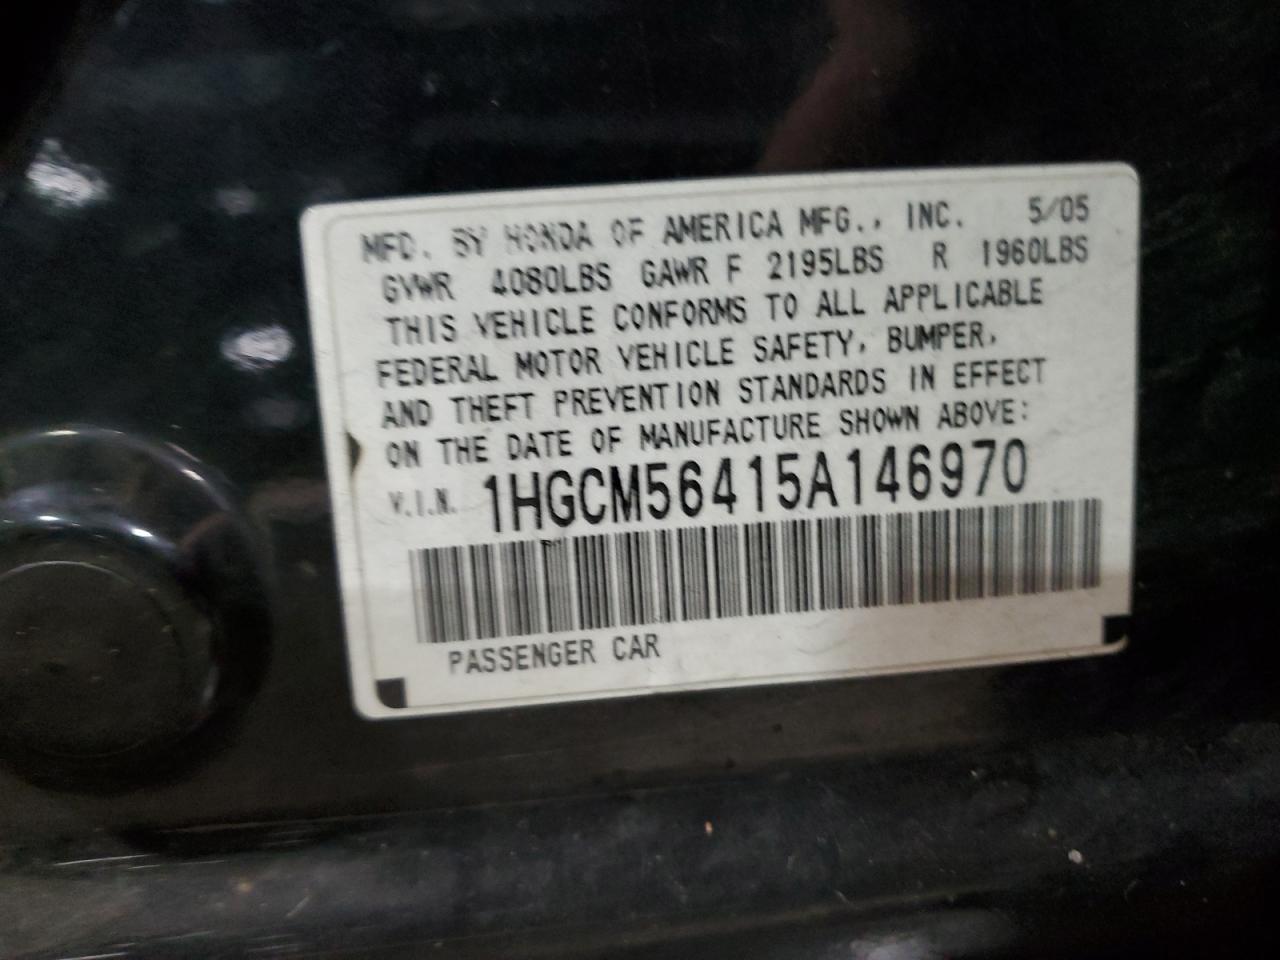 MFD. BY HONDA OF AMERICA MFG., INC. 5/05
GVWR 4080LBS GAWR F 2195LBS R 1960LBS
THIS VEHICLE CONFORMS TO ALL APPLICABLE
FEDERAL MOTOR VEHICLE SAFETY, BUMPER,
AND THEFT PREVENTION STANDARDS IN EFFECT
ON THE DATE OF MANUFACTURE SHOWN ABOVE:
V.I.N. 1HGCM56415A146970
PASSENGER CAR